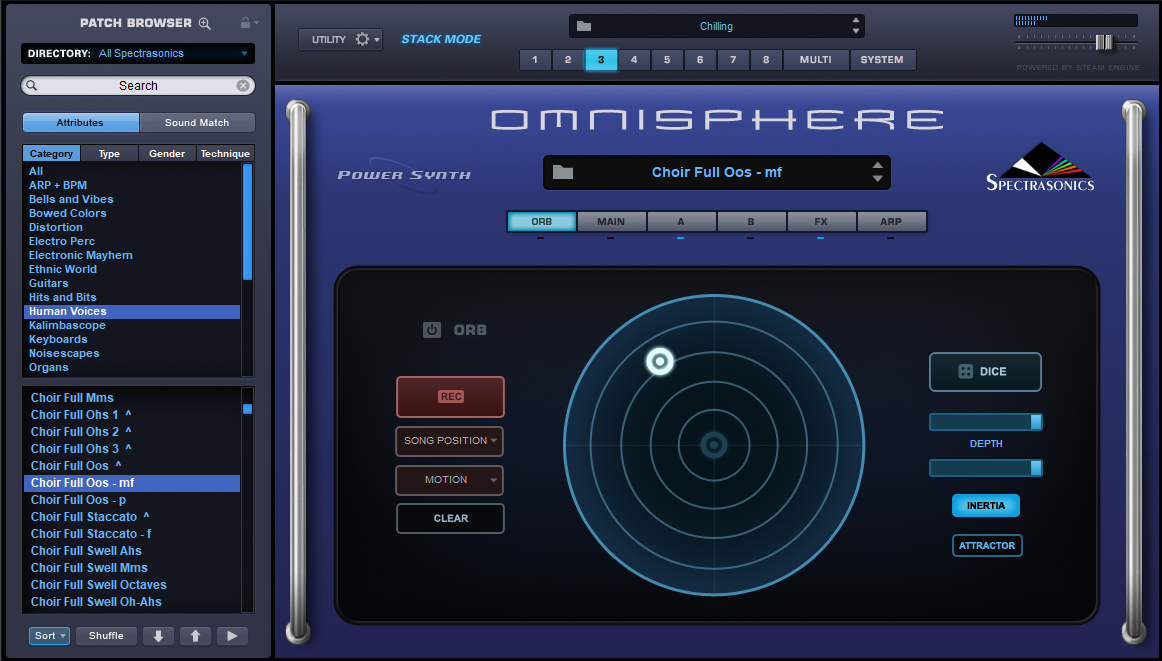 PATCH BROWSER
DIRECTORY: All Spectrasonics
Search
Attributes Sound Match
Category Type Gender Technique
All
ARP + BPM
Bells and Vibes
Bowed Colors
Distortion
Electro Perc
Electronic Mayhem
Ethnic World
Guitars
Hits and Bits
Human Voices
Kalimbascope
Keyboards
Noisescapes
Organs
Choir Full Mms
Choir Full Ohs 1 ^
Choir Full Ohs 2 ^
Choir Full Ohs 3 ^
Choir Full Oos ^
Choir Full Oos - mf
Choir Full Oos - p
Choir Full Staccato ^
Choir Full Staccato - f
Choir Full Swell Ahs
Choir Full Swell Mms
Choir Full Swell Octaves
Choir Full Swell Oh-Ahs
Sort Shuffle
UTILITY STACK MODE
Chilling
1 2 3 4 5 6 7 8 MULTI SYSTEM
POWERED BY STEAM ENGINE
OMNISPHERE
POWER SYNTH
Choir Full Oos - mf
SPECTRASONICS
ORB MAIN A B FX ARP
ORB
REC
SONG POSITION
MOTION
CLEAR
DICE
DEPTH
INERTIA
ATTRACTOR